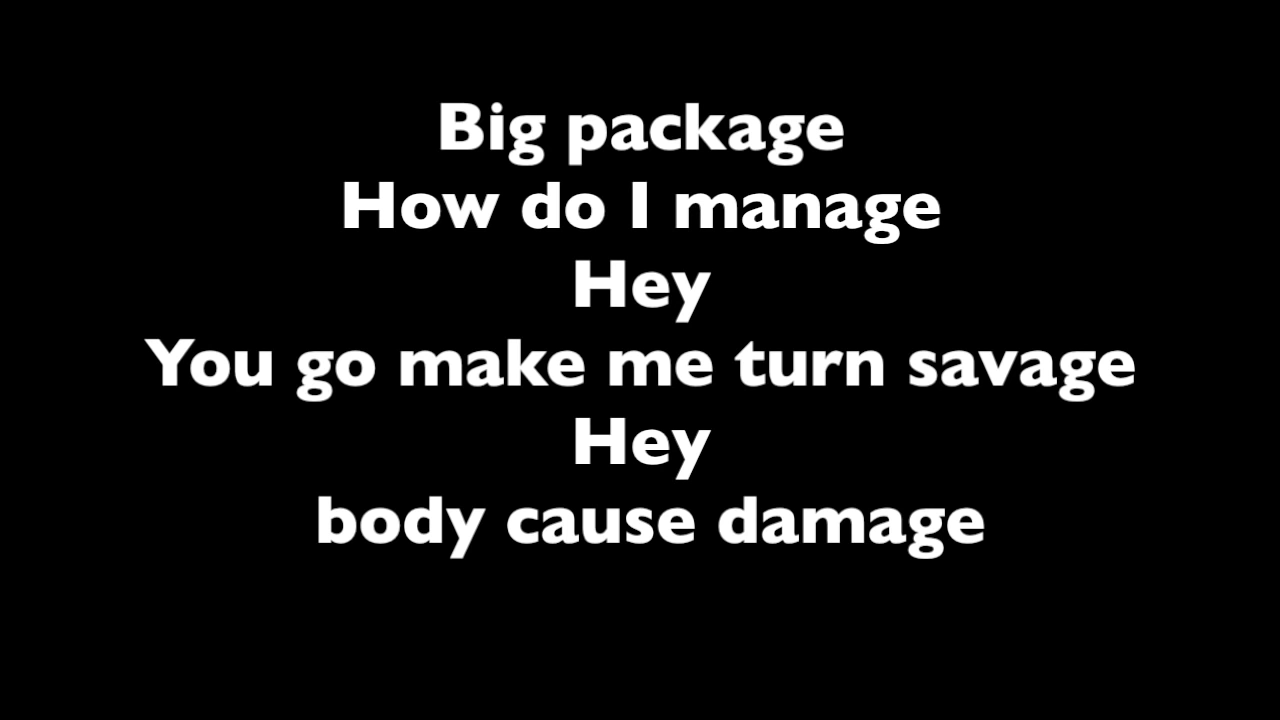 Big package
How do I manage
Hey
You go make me turn savage
Hey
body cause damage